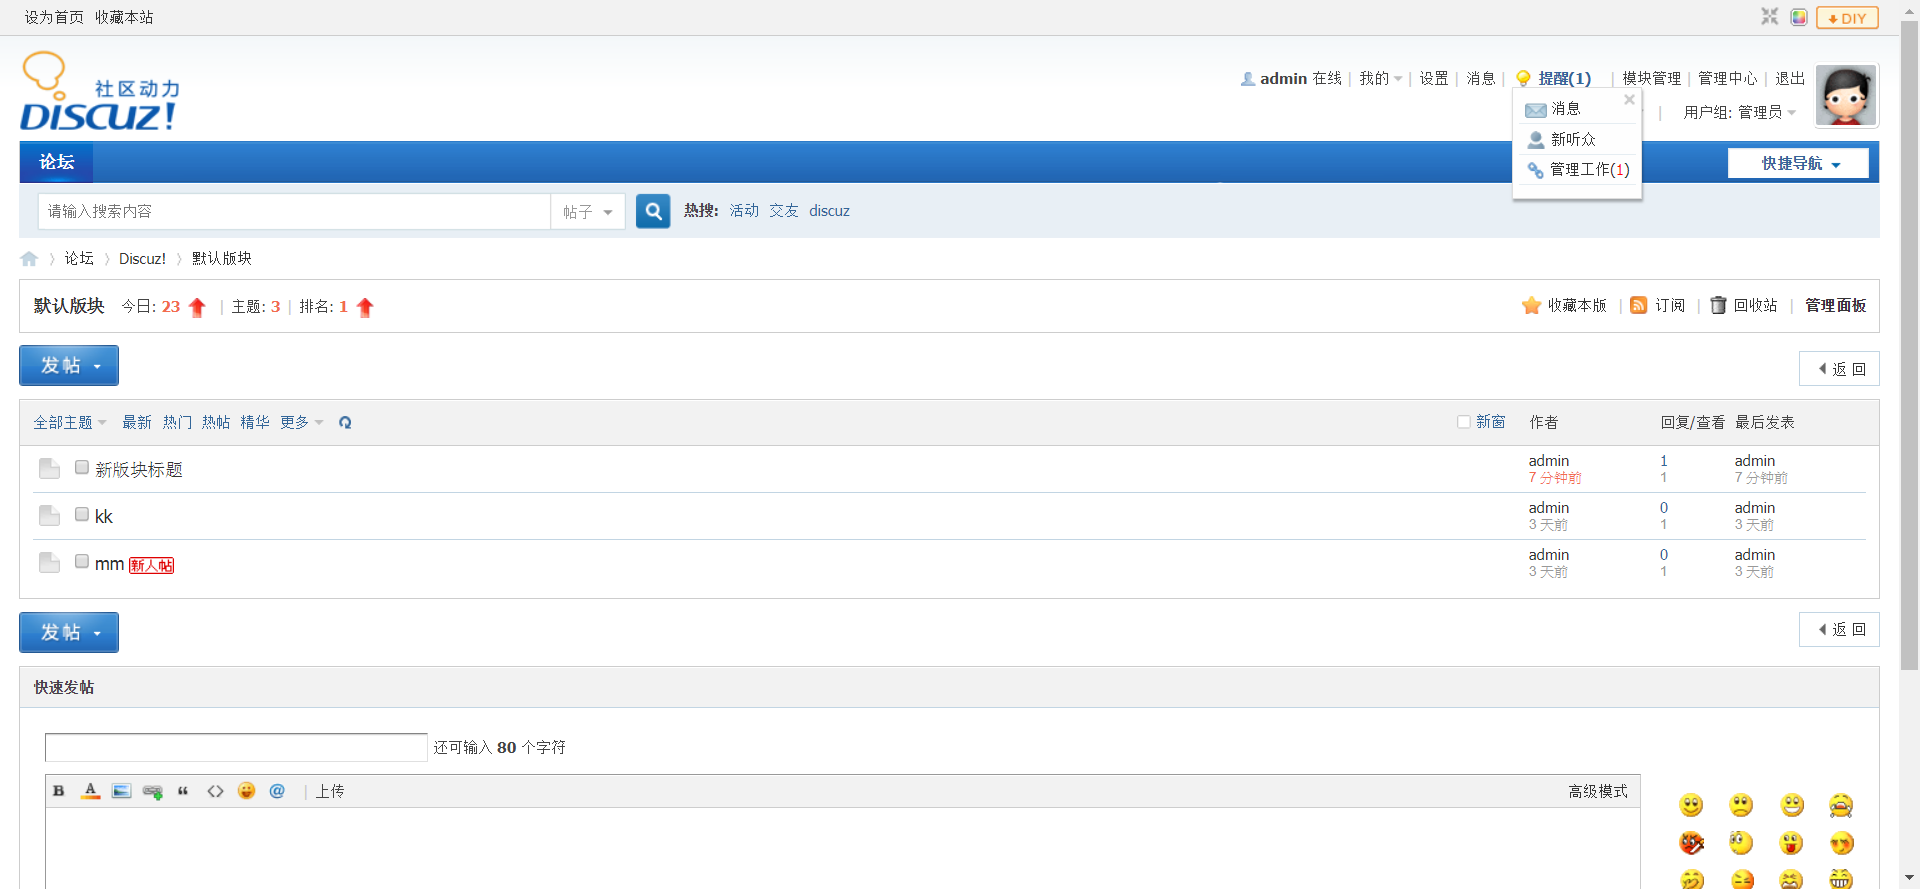 设为首页 收藏本站
DIY
社区动力
DISCUZ!
admin 在线 | 我的 | 设置 | 消息 | 提醒(1) | 模块管理 | 管理中心 | 退出
| 用户组: 管理员
消息
新听众
管理工作(1)
论坛
快捷导航
请输入搜索内容 帖子 热搜: 活动 交友 discuz
论坛 Discuz! 默认版块
默认版块 今日: 23 | 主题: 3 | 排名: 1 收藏本版 | 订阅 | 回收站 | 管理面板
发帖 返 回
全部主题 最新 热门 热帖 精华 更多 新窗 作者 回复/查看 最后发表
新版块标题 admin 1 admin
7 分钟前 1 7 分钟前
kk admin 0 admin
3 天前 1 3 天前
mm 新人帖 admin 0 admin
3 天前 1 3 天前
发帖 返 回
快速发帖
还可输入 80 个字符
B A “ <> @ | 上传 高级模式